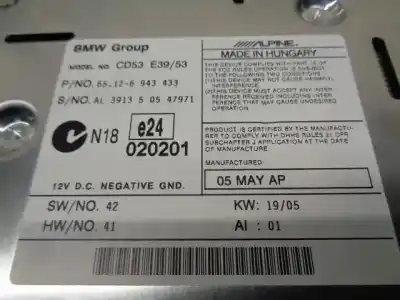 BMW Group
MODEL NO. CD53 E39/53
P/NO. 65.12-6 943 433
S/NO. AL 3913 5 05 47971
N18
e24
020201
12V D.C. NEGATIVE GND.
SW/NO. 42
HW/NO. 41
ALPINE
MADE IN HUNGARY
THIS DEVICE COMPLIES WITH PART 15 OF
THE FCC RULES OPERATION IS SUBJECT
TO THE FOLLOWING TWO CONDITIONS
(1)THIS DEVICE MAY NOT CAUSE HARMFUL
INTERFERENCE, AND
(2)THIS DEVICE MUST ACCEPT ANY INTER-
FERENCE RECEIVED, INCLUDING INTER-
FERENCE THAT MAY CAUSE UNDESIRED
OPERATION
PRODUCT IS CERTIFIED BY THE MANUFACTU-
RER TO COMPLY WITH DHHS RULES 21 CFR
SUBCHAPTER J APPLICATION AT THE DATE
OF MANUFACTURE.
05 MAY AP
KW: 19/05
AI : 01